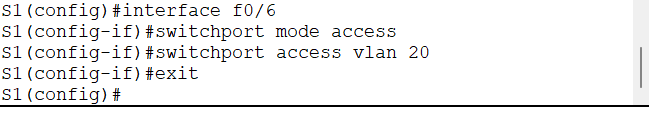 S1(config)#interface f0/6
S1(config-if)#switchport mode access
S1(config-if)#switchport access vlan 20
S1(config-if)#exit
S1(config)#